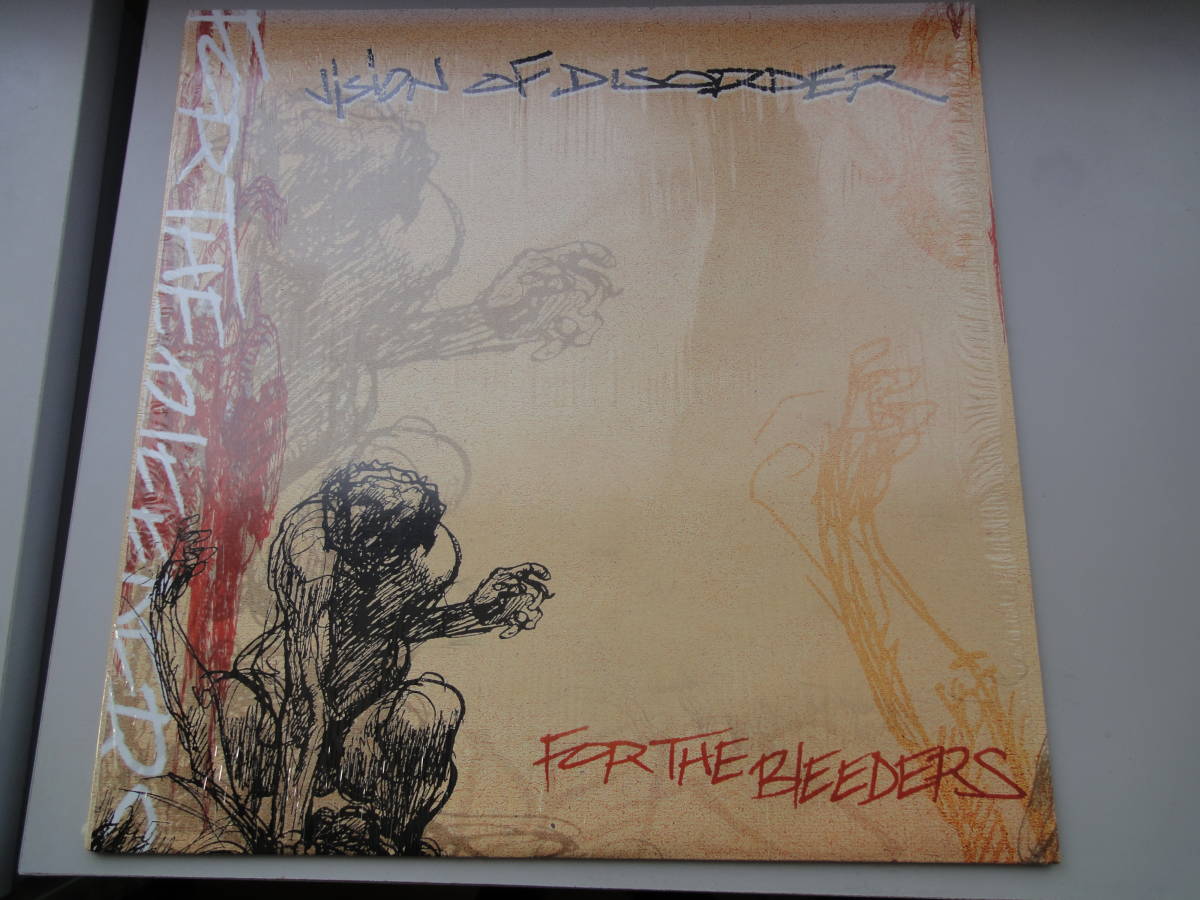 VISION OF DISORDER
FOR THE BLEEDERS
FOR THE BLEEDERS